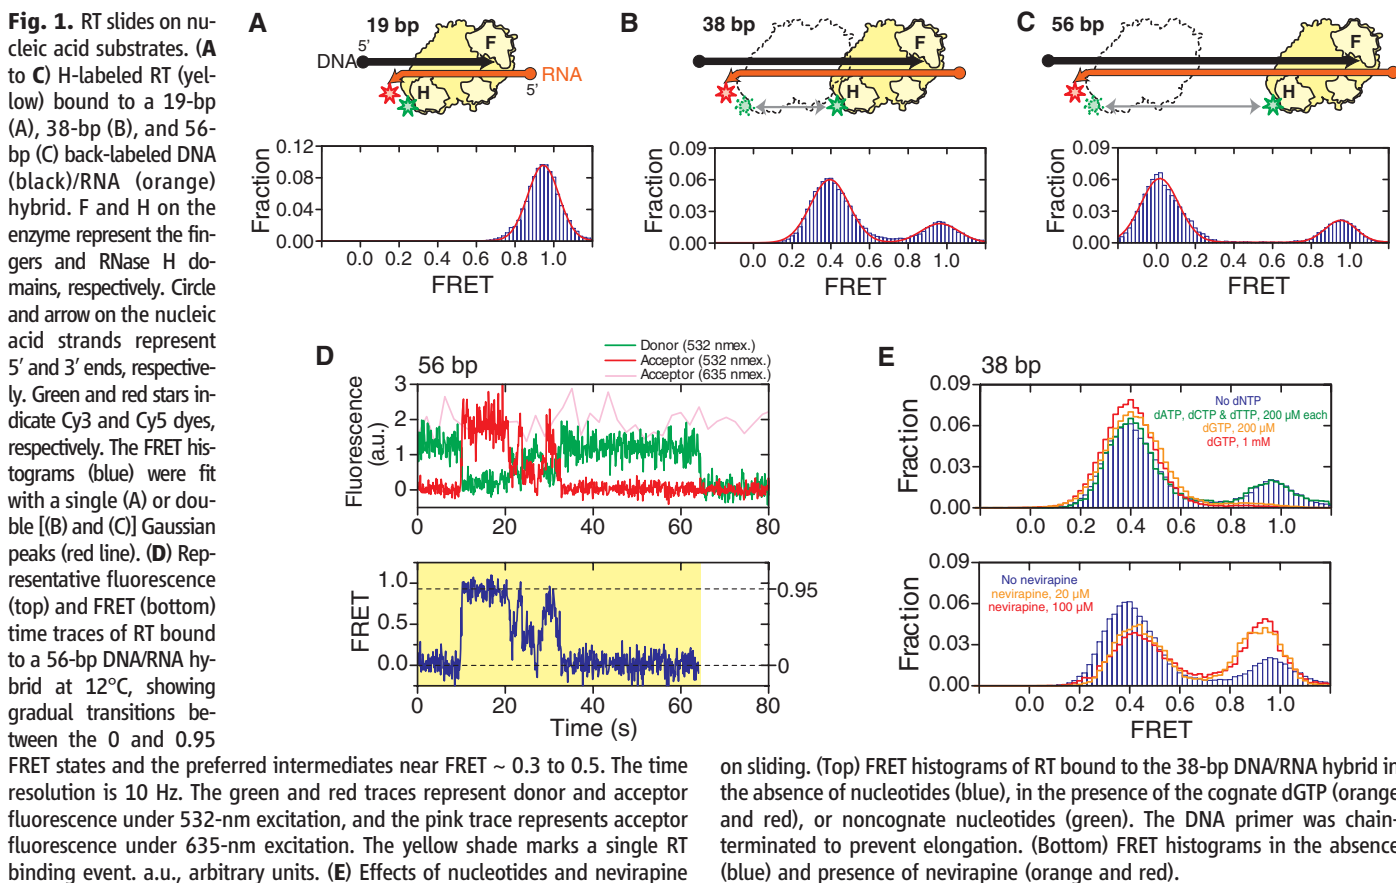 Fig. 1. RT slides on nu-
cleic acid substrates. (A
to C) H-labeled RT (yel-
low) bound to a 19-bp
(A), 38-bp (B), and 56-
bp (C) back-labeled DNA
(black)/RNA (orange)
hybrid. F and H on the
enzyme represent the fin-
gers and RNase H do-
mains, respectively. Circle
and arrow on the nucleic
acid strands represent
5′ and 3′ ends, respective-
ly. Green and red stars in-
dicate Cy3 and Cy5 dyes,
respectively. The FRET his-
tograms (blue) were fit
with a single (A) or dou-
ble [(B) and (C)] Gaussian
peaks (red line). (D) Rep-
resentative fluorescence
(top) and FRET (bottom)
time traces of RT bound
to a 56-bp DNA/RNA hy-
brid at 12°C, showing
gradual transitions be-
tween the 0 and 0.95
FRET states and the preferred intermediates near FRET ~ 0.3 to 0.5. The time
resolution is 10 Hz. The green and red traces represent donor and acceptor
fluorescence under 532-nm excitation, and the pink trace represents acceptor
fluorescence under 635-nm excitation. The yellow shade marks a single RT
binding event. a.u., arbitrary units. (E) Effects of nucleotides and nevirapine
on sliding. (Top) FRET histograms of RT bound to the 38-bp DNA/RNA hybrid in
the absence of nucleotides (blue), in the presence of the cognate dGTP (orange
and red), or noncognate nucleotides (green). The DNA primer was chain-
terminated to prevent elongation. (Bottom) FRET histograms in the absence
(blue) and presence of nevirapine (orange and red).
A
19 bp
5′
DNA
F
H
RNA
5′
Fraction
0.12
0.08
0.04
0.00
0.0 0.2 0.4 0.6 0.8 1.0
FRET
B
38 bp
F
H
Fraction
0.09
0.06
0.03
0.00
0.0 0.2 0.4 0.6 0.8 1.0
FRET
C
56 bp
F
H
Fraction
0.09
0.06
0.03
0.00
0.0 0.2 0.4 0.6 0.8 1.0
FRET
D
56 bp
Donor (532 nmex.)
Acceptor (532 nmex.)
Acceptor (635 nmex.)
Fluorescence
(a.u.)
3
2
1
0
0 20 40 60 80
FRET
1.0
0.5
0.0
0.95
0
0 20 40 60 80
Time (s)
E
38 bp
Fraction
0.09
0.06
0.03
0.00
No dNTP
dATP, dCTP & dTTP, 200 µM each
dGTP, 200 µM
dGTP, 1 mM
0.0 0.2 0.4 0.6 0.8 1.0
Fraction
0.09
0.06
0.03
0.00
No nevirapine
nevirapine, 20 µM
nevirapine, 100 µM
0.0 0.2 0.4 0.6 0.8 1.0
FRET